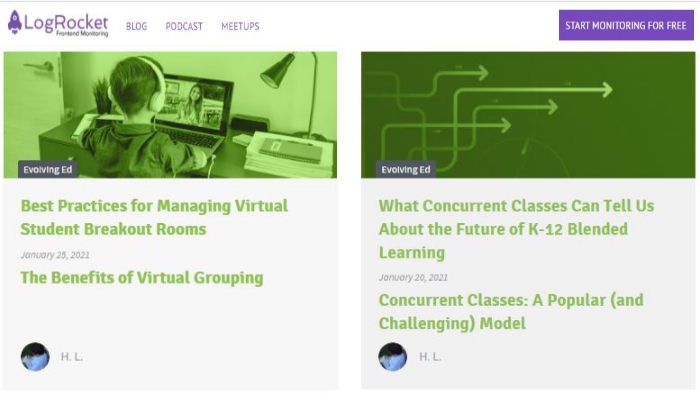 LogRocket
Frontend Monitoring
BLOG PODCAST MEETUPS
START MONITORING FOR FREE
Evolving Ed
Best Practices for Managing Virtual
Student Breakout Rooms
January 25, 2021
The Benefits of Virtual Grouping
H. L.
Evolving Ed
What Concurrent Classes Can Tell Us
About the Future of K-12 Blended
Learning
January 20, 2021
Concurrent Classes: A Popular (and
Challenging) Model
H. L.